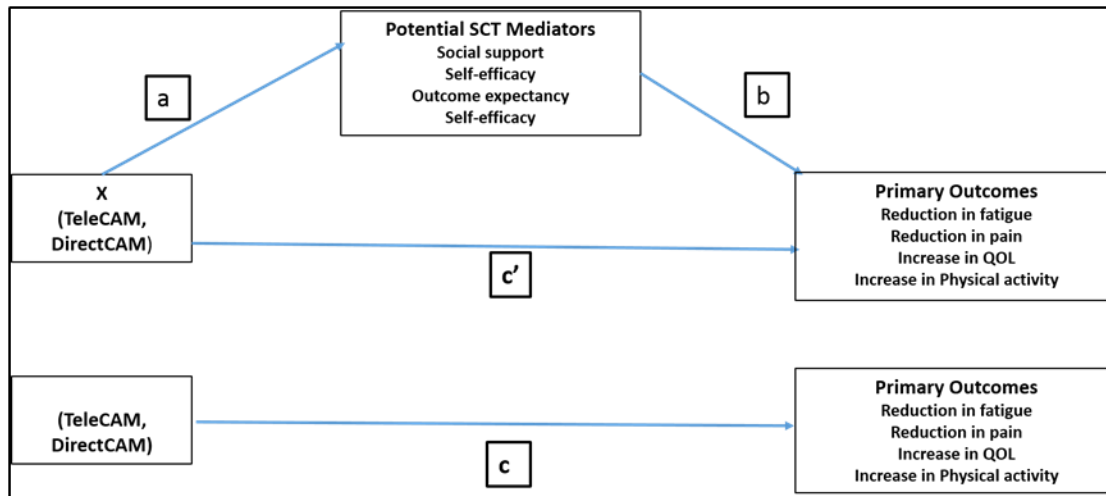 Potential SCT Mediators
Social support
Self-efficacy
Outcome expectancy
Self-efficacy
a
b
X
(TeleCAM,
DirectCAM)
Primary Outcomes
Reduction in fatigue
Reduction in pain
Increase in QOL
Increase in Physical activity
c’
(TeleCAM,
DirectCAM)
Primary Outcomes
Reduction in fatigue
Reduction in pain
Increase in QOL
Increase in Physical activity
c